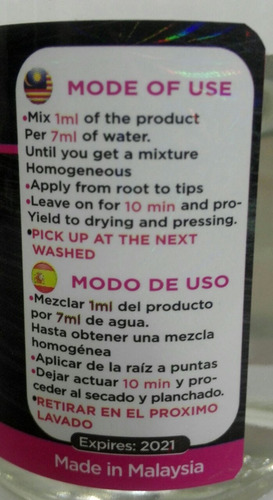 MODE OF USE
•Mix 1ml of the product
Per 7ml of water.
Until you get a mixture
Homogeneous
•Apply from root to tips
•Leave on for 10 min and pro-
Yield to drying and pressing.
•PICK UP AT THE NEXT
WASHED
MODO DE USO
•Mezclar 1ml del producto
por 7ml de agua.
Hasta obtener una mezcla
homogénea
•Aplicar de la raíz a puntas
•Dejar actuar 10 min y pro-
ceder al secado y planchado.
•RETIRAR EN EL PROXIMO
LAVADO
Expires: 2021
Made in Malaysia